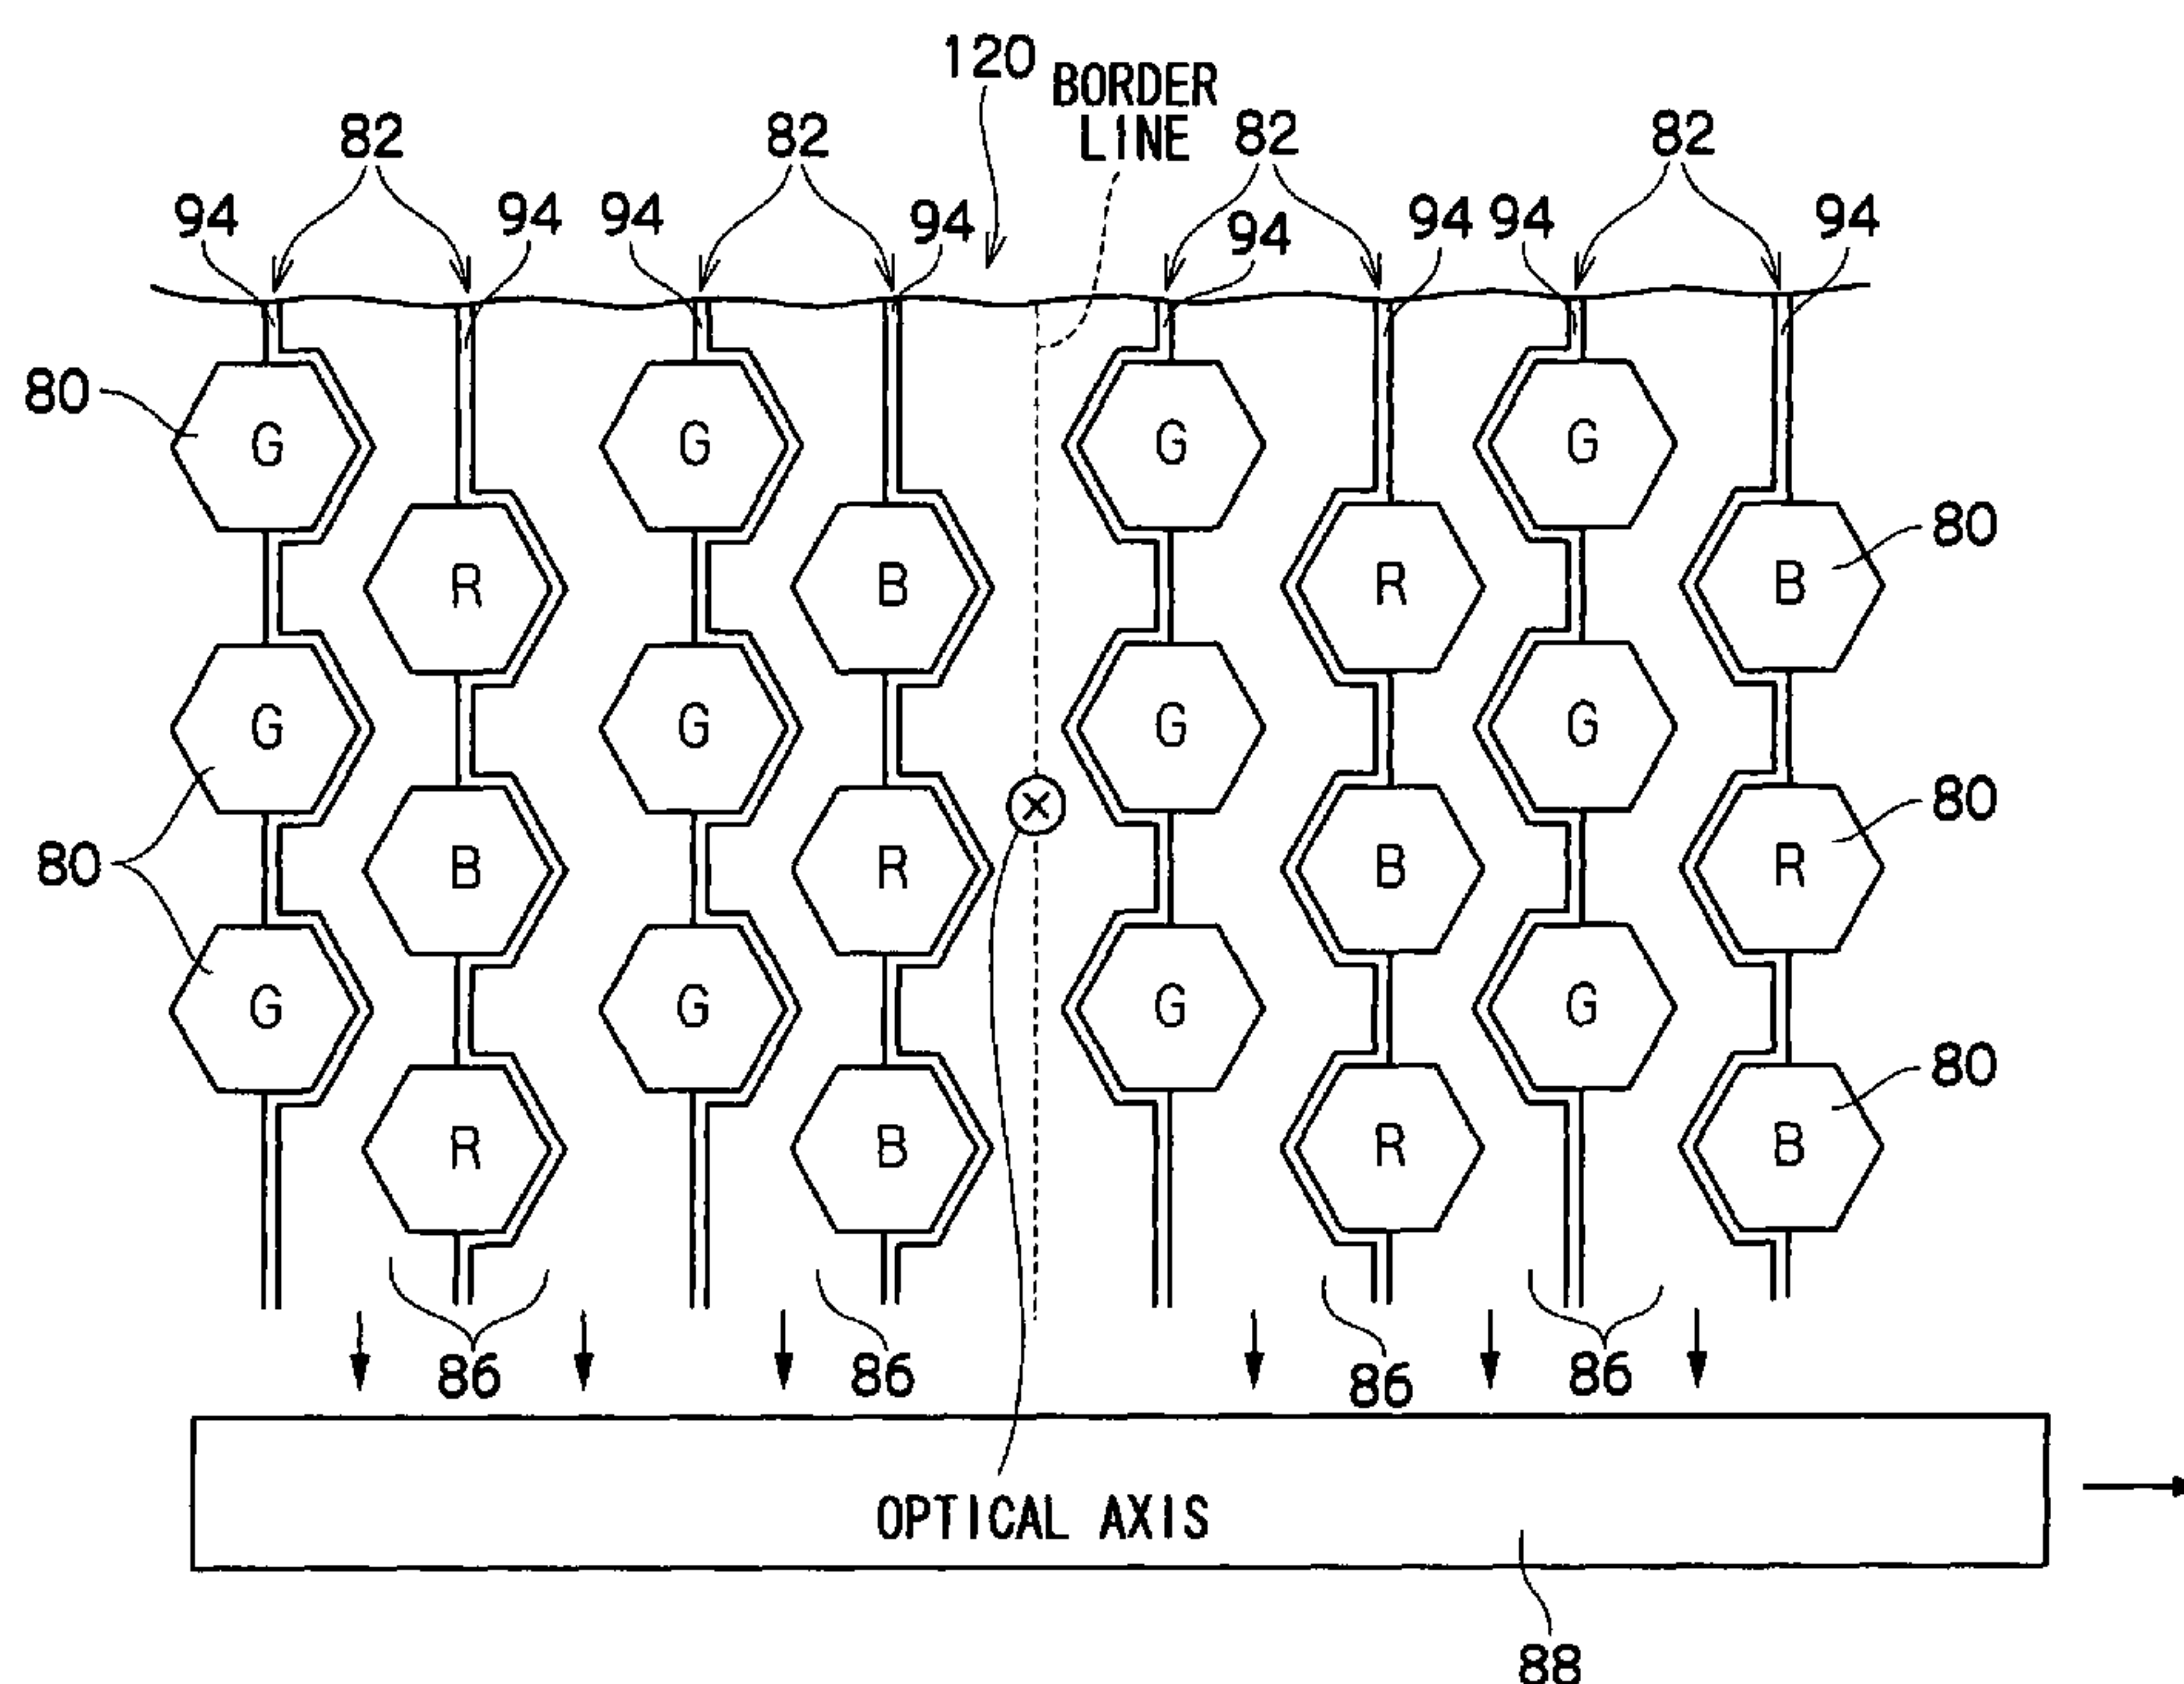 120
BORDER
LINE
82 82 82 82
94 94 94 94 94 94 94 94
80 G G G G
R B R B 80
G G G G
80 B R B R 80
G G G G
R B R B 80
86 86 86 86
OPTICAL AXIS
88